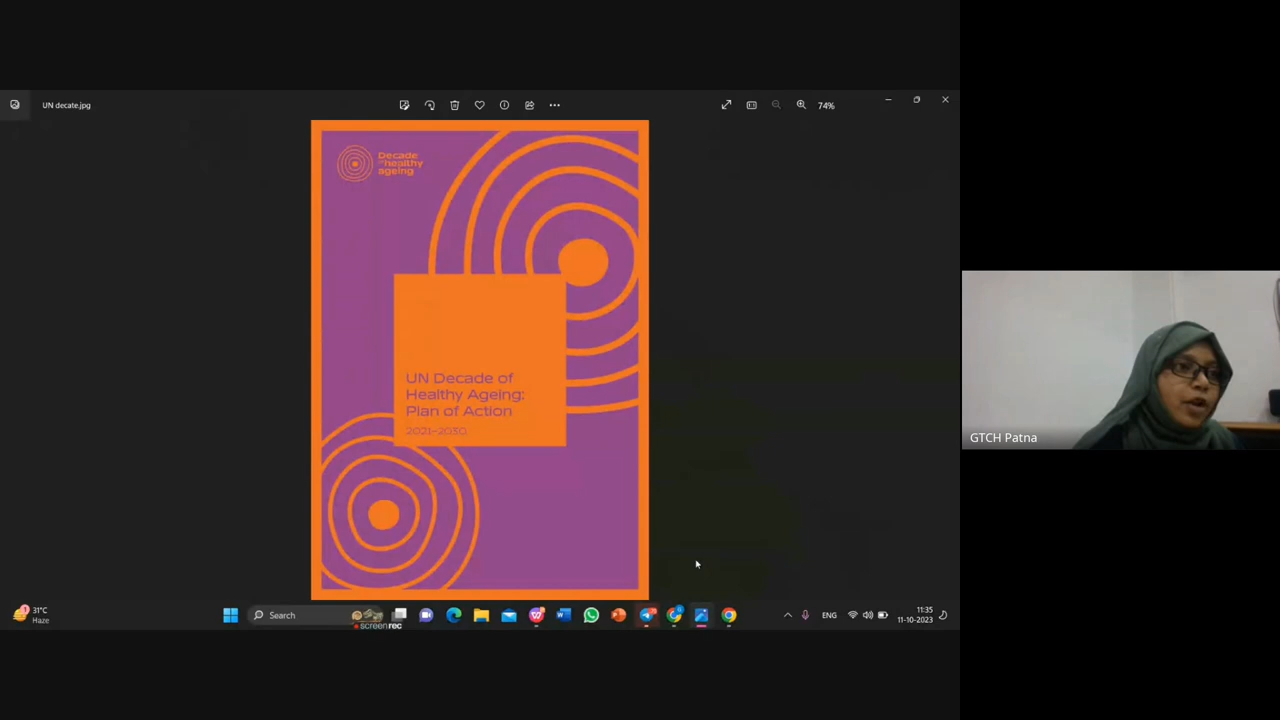 UN decate.jpg
74%
Decade
of healthy
ageing
UN Decade of
Healthy Ageing:
Plan of Action
2021–2030
GTCH Patna
31°C
Haze
Search
screenrec
ENG
11:35
11-10-2023